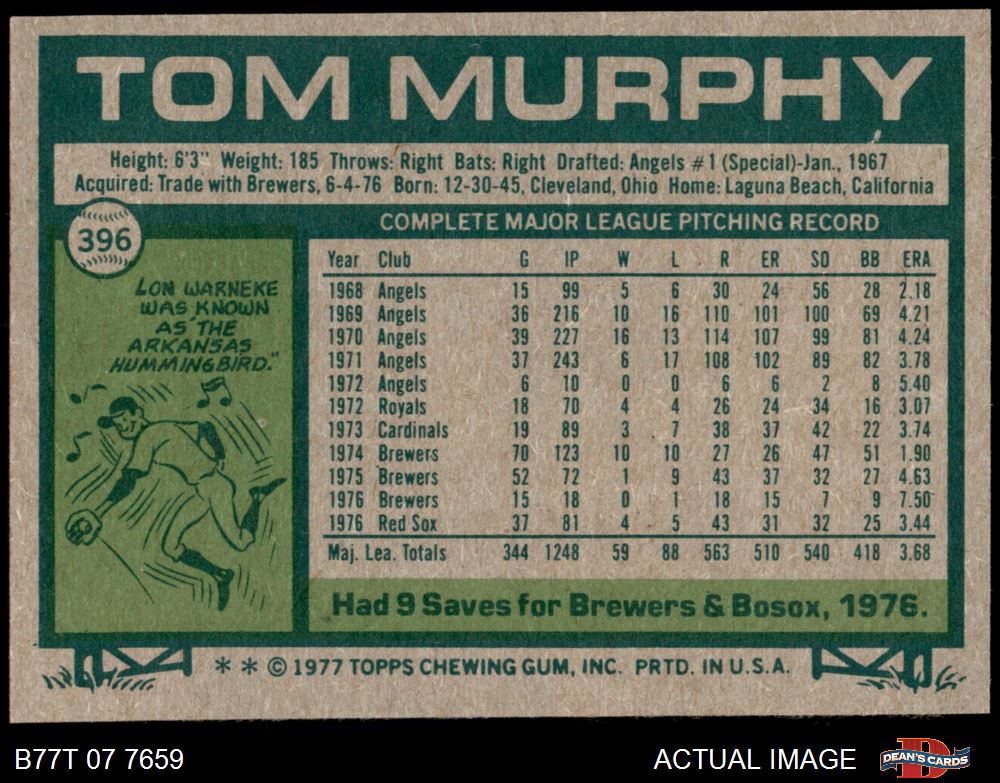 TOM MURPHY
Height: 6'3" Weight: 185 Throws: Right Bats: Right Drafted: Angels #1 (Special)-Jan., 1967
Acquired: Trade with Brewers, 6-4-76 Born: 12-30-45, Cleveland, Ohio Home: Laguna Beach, California
396
LON WARNEKE
WAS KNOWN
AS "THE
ARKANSAS
HUMMINGBIRD."
COMPLETE MAJOR LEAGUE PITCHING RECORD
Year Club G IP W L R ER SO BB ERA
1968 Angels 15 99 5 6 30 24 56 28 2.18
1969 Angels 36 216 10 16 110 101 100 69 4.21
1970 Angels 39 227 16 13 114 107 99 81 4.24
1971 Angels 37 243 6 17 108 102 89 82 3.78
1972 Angels 6 10 0 0 6 6 2 8 5.40
1972 Royals 18 70 4 4 26 24 34 16 3.07
1973 Cardinals 19 89 3 7 38 37 42 22 3.74
1974 Brewers 70 123 10 10 27 26 47 51 1.90
1975 Brewers 52 72 1 9 43 37 32 27 4.63
1976 Brewers 15 18 0 1 18 15 7 9 7.50
1976 Red Sox 37 81 4 5 43 31 32 25 3.44
Maj. Lea. Totals 344 1248 59 88 563 510 540 418 3.68
Had 9 Saves for Brewers & Bosox, 1976.
* * © 1977 TOPPS CHEWING GUM, INC. PRTD. IN U.S.A.
B77T 07 7659
ACTUAL IMAGE
D
DEAN'S CARDS